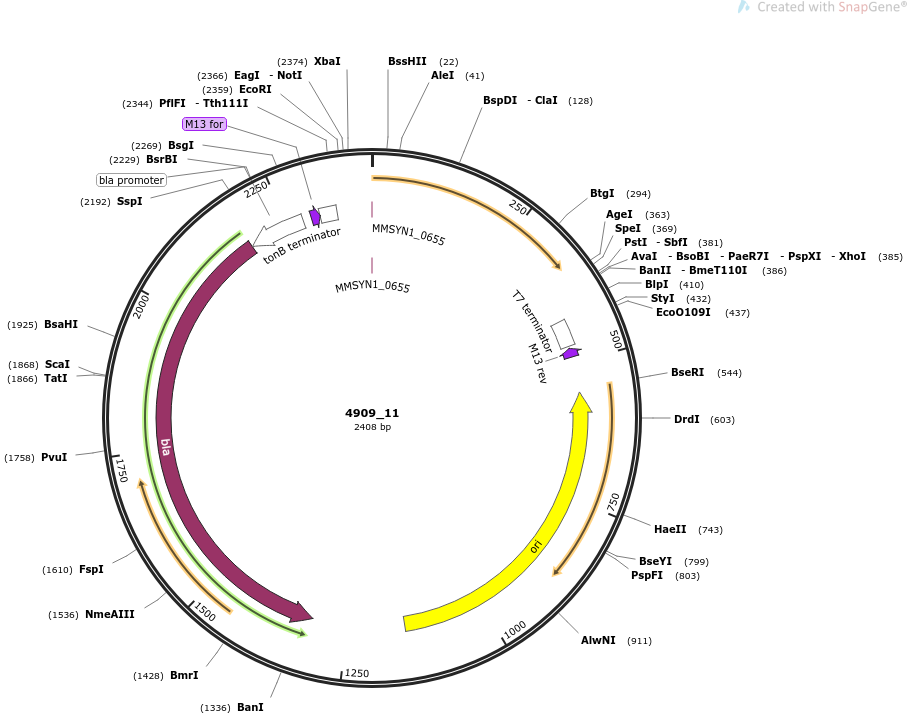 Created with SnapGene®
(2374) XbaI
(2366) EagI - NotI
(2359) EcoRI
(2344) PflFI - Tth111I
M13 for
(2269) BsgI
(2229) BsrBI
bla promoter
(2192) SspI
BssHII (22)
AleI (41)
BspDI - ClaI (128)
BtgI (294)
AgeI (363)
SpeI (369)
PstI - SbfI (381)
AvaI - BsoBI - PaeR7I - PspXI - XhoI (385)
BanII - BmeT110I (386)
BlpI (410)
StyI (432)
EcoO109I (437)
BseRI (544)
DrdI (603)
HaeII (743)
BseYI (799)
PspFI (803)
AlwNI (911)
(1925) BsaHI
(1868) ScaI
(1866) TatI
(1758) PvuI
(1610) FspI
(1536) NmeAIII
(1428) BmrI
(1336) BanI
250
500
750
1000
1250
1500
1750
2000
2250
tonB terminator
MMSYN1_0655
MMSYN1_0655
T7 terminator
M13 rev
bla
ori
4909_11
2408 bp